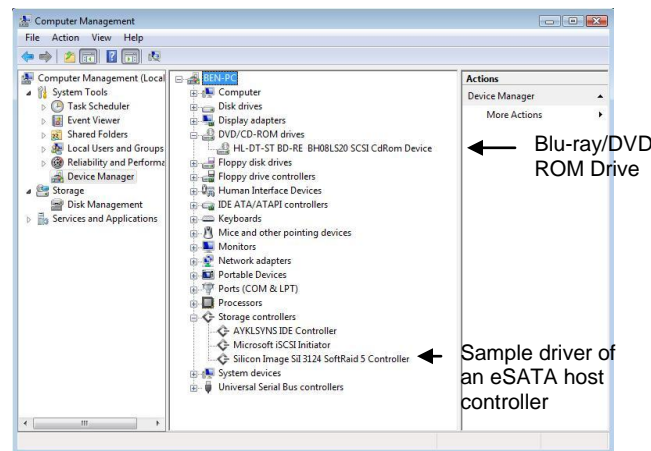 Computer Management
File Action View Help
Computer Management (Local
System Tools
Task Scheduler
Event Viewer
Shared Folders
Local Users and Groups
Reliability and Performa
Device Manager
Storage
Disk Management
Services and Applications
BEN-PC
Computer
Disk drives
Display adapters
DVD/CD-ROM drives
HL-DT-ST BD-RE BH08LS20 SCSI CdRom Device
Floppy disk drives
Floppy drive controllers
Human Interface Devices
IDE ATA/ATAPI controllers
Keyboards
Mice and other pointing devices
Monitors
Network adapters
Portable Devices
Ports (COM & LPT)
Processors
Storage controllers
AYKLSYNS IDE Controller
Microsoft iSCSI Initiator
Silicon Image SiI 3124 SoftRaid 5 Controller
System devices
Universal Serial Bus controllers
Actions
Device Manager
More Actions
Blu-ray/DVD
ROM Drive
Sample driver of
an eSATA host
controller